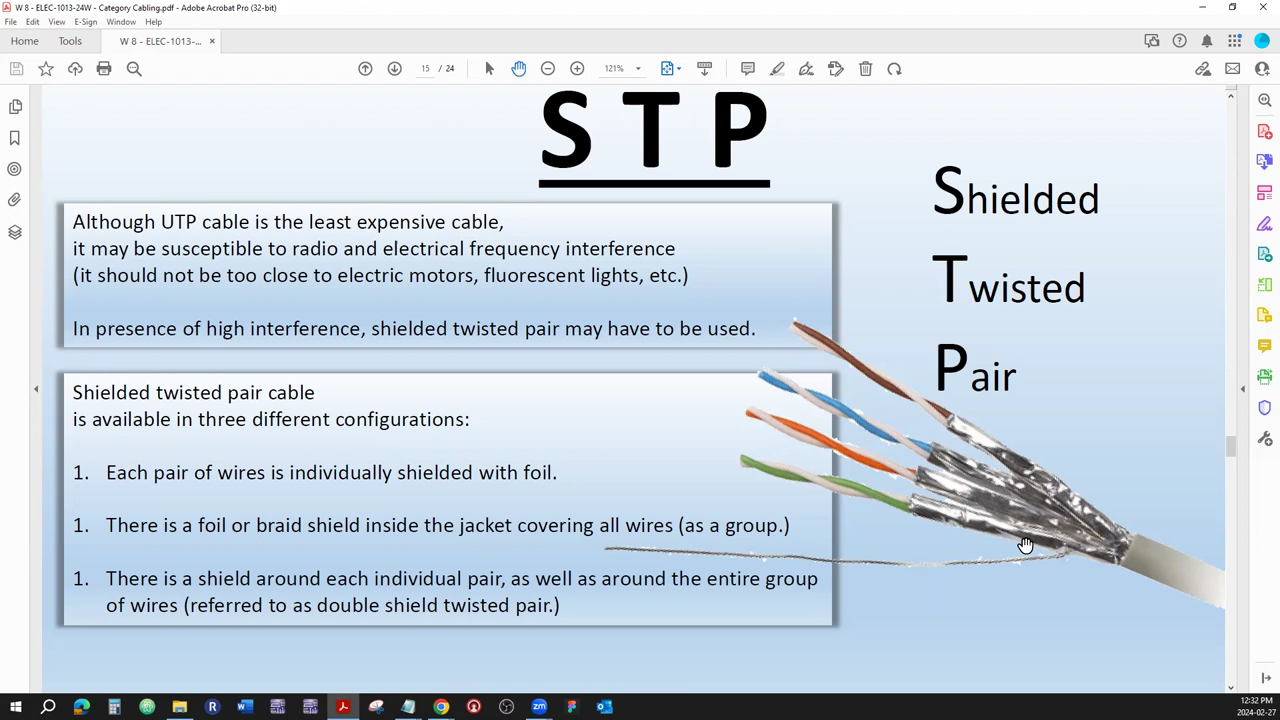 W 8 - ELEC-1013-24W - Category Cabling.pdf - Adobe Acrobat Pro (32-bit)
File Edit View E-Sign Window Help
Home Tools W 8 - ELEC-1013-...
15 / 24 121%
S T P
Although UTP cable is the least expensive cable,
it may be susceptible to radio and electrical frequency interference
(it should not be too close to electric motors, fluorescent lights, etc.)
In presence of high interference, shielded twisted pair may have to be used.
Shielded
Twisted
Pair
Shielded twisted pair cable
is available in three different configurations:
1. Each pair of wires is individually shielded with foil.
1. There is a foil or braid shield inside the jacket covering all wires (as a group.)
1. There is a shield around each individual pair, as well as around the entire group
of wires (referred to as double shield twisted pair.)
12:32 PM
2024-02-27